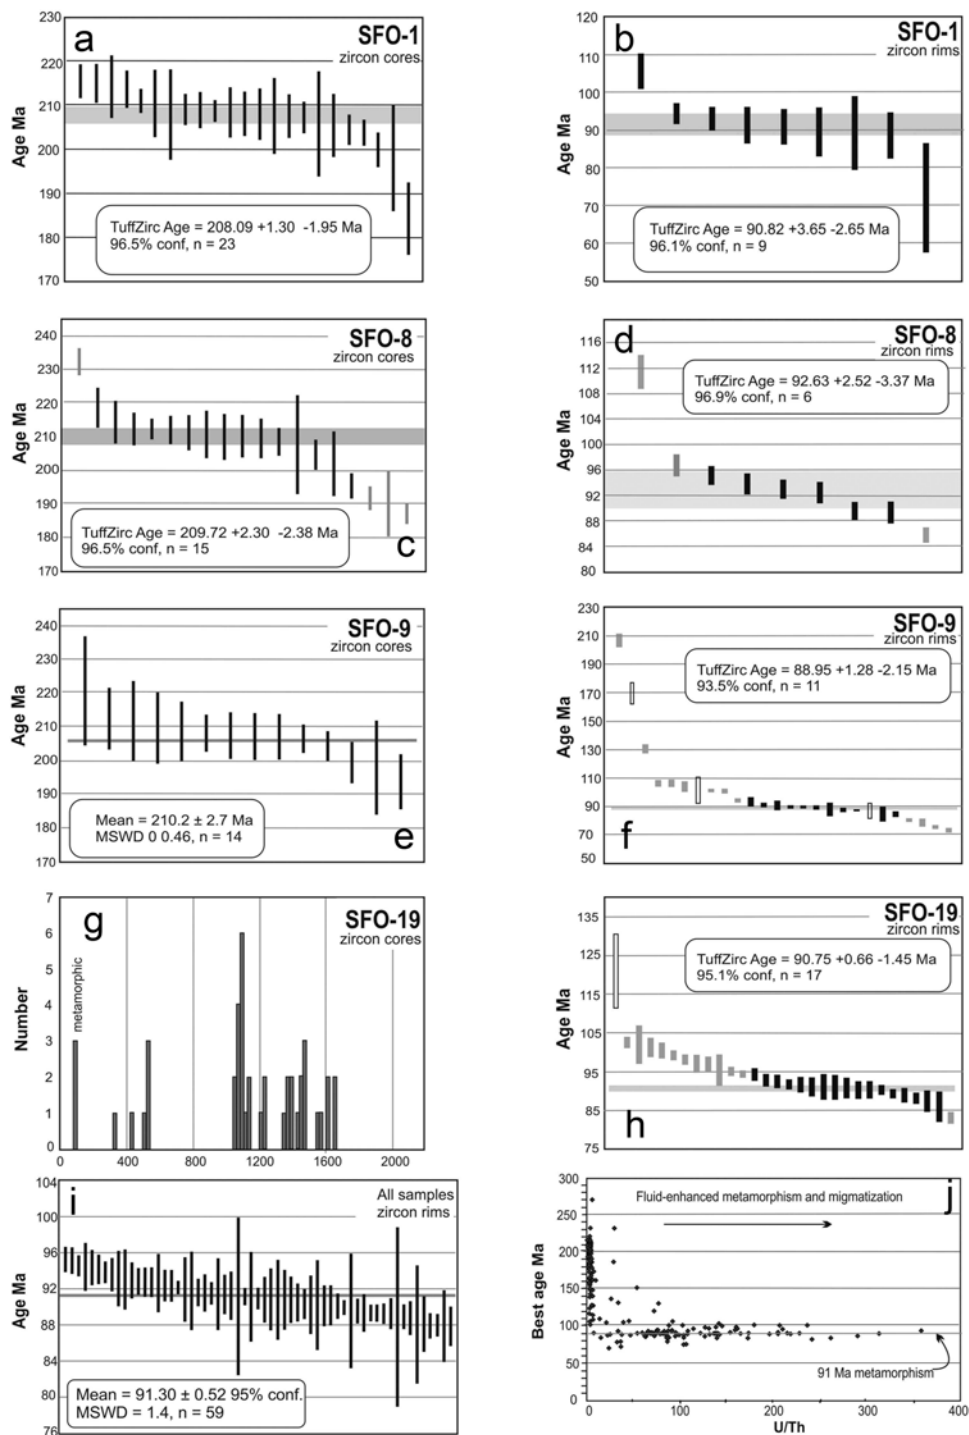 230
220
210
200
190
180
170
Age Ma
a
SFO-1
zircon cores
TuffZirc Age = 208.09 +1.30 -1.95 Ma
96.5% conf, n = 23
120
110
100
90
80
70
60
50
Age Ma
b
SFO-1
zircon rims
TuffZirc Age = 90.82 +3.65 -2.65 Ma
96.1% conf, n = 9
240
230
220
210
200
190
180
170
Age Ma
SFO-8
zircon cores
TuffZirc Age = 209.72 +2.30 -2.38 Ma
96.5% conf, n = 15
c
116
112
108
104
100
96
92
88
84
80
Age Ma
d
SFO-8
zircon rims
TuffZirc Age = 92.63 +2.52 -3.37 Ma
96.9% conf, n = 6
240
230
220
210
200
190
180
170
Age Ma
SFO-9
zircon cores
Mean = 210.2 ± 2.7 Ma
MSWD 0 0.46, n = 14
e
230
210
190
170
150
130
110
90
70
50
Age Ma
SFO-9
zircon rims
TuffZirc Age = 88.95 +1.28 -2.15 Ma
93.5% conf, n = 11
f
7
6
5
4
3
2
1
0
Number
g
metamorphic
SFO-19
zircon cores
0 400 800 1200 1600 2000
135
125
115
105
95
85
75
Age Ma
SFO-19
zircon rims
TuffZirc Age = 90.75 +0.66 -1.45 Ma
95.1% conf, n = 17
h
104
100
96
92
88
84
80
76
Age Ma
i
All samples
zircon rims
Mean = 91.30 ± 0.52 95% conf.
MSWD = 1.4, n = 59
300
250
200
150
100
50
0
Best age Ma
Fluid-enhanced metamorphism and migmatization
j
91 Ma metamorphism
0 100 200 300 400
U/Th